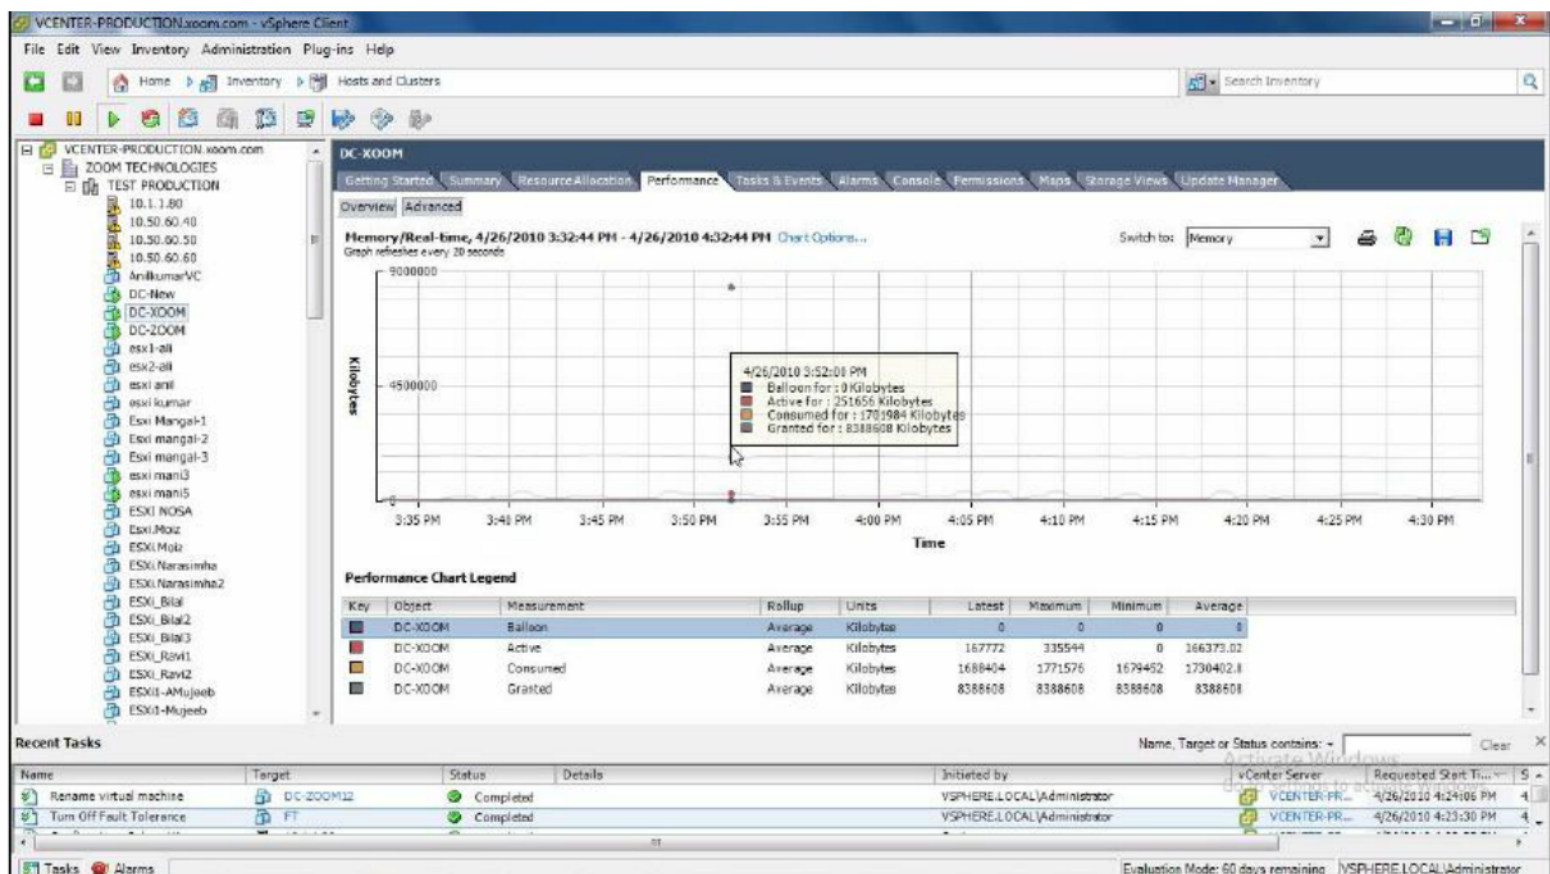 VCENTER-PRODUCTION.xoom.com - vSphere Client
File Edit View Inventory Administration Plug-ins Help
Home Inventory Hosts and Clusters
Search Inventory
VCENTER-PRODUCTION.xoom.com
ZOOM TECHNOLOGIES
TEST PRODUCTION
10.1.1.80
10.50.60.40
10.50.60.50
10.50.60.60
AnilkumarVC
DC-New
DC-XOOM
DC-ZOOM
esx1-ali
esx2-ali
esxi anil
esxi kumar
Esxi Mangal-1
Esxi mangal-2
Esxi mangal-3
esxi mani3
esxi mani5
ESXI NOSA
Esxi.Moiz
ESXi.Moiz
ESXi.Narasimha
ESXi.Narasimha2
ESXi_Bilal
ESXi_Bilal2
ESXi_Bilal3
ESXi_Ravi1
ESXi_Ravi2
ESXi1-AMujeeb
ESXi1-Mujeeb
DC-XOOM
Getting Started Summary Resource Allocation Performance Tasks & Events Alarms Console Permissions Maps Storage Views Update Manager
Overview Advanced
Memory/Real-time, 4/26/2010 3:32:44 PM - 4/26/2010 4:32:44 PM Chart Options...
Switch to: Memory
Graph refreshes every 20 seconds
9000000
4500000
0
Kilobytes
4/26/2010 3:52:00 PM
Balloon for : 0 Kilobytes
Active for : 251656 Kilobytes
Consumed for : 1701984 Kilobytes
Granted for : 8388608 Kilobytes
3:35 PM 3:40 PM 3:45 PM 3:50 PM 3:55 PM 4:00 PM 4:05 PM 4:10 PM 4:15 PM 4:20 PM 4:25 PM 4:30 PM
Time
Performance Chart Legend
Key Object Measurement Rollup Units Latest Maximum Minimum Average
DC-XOOM Balloon Average Kilobytes 0 0 0 0
DC-XOOM Active Average Kilobytes 167772 335544 0 166373.02
DC-XOOM Consumed Average Kilobytes 1688404 1771576 1679452 1730402.8
DC-XOOM Granted Average Kilobytes 8388608 8388608 8388608 8388608
Recent Tasks
Name, Target or Status contains:
Clear
Activate Windows
Name Target Status Details Initiated by vCenter Server Requested Start Ti... S
Go to Settings to activate Windows.
Rename virtual machine DC-ZOOM12 Completed VSPHERE.LOCAL\Administrator VCENTER-PR... 4/26/2010 4:24:06 PM 4
Turn Off Fault Tolerance FT Completed VSPHERE.LOCAL\Administrator VCENTER-PR... 4/26/2010 4:23:30 PM 4
Tasks Alarms
Evaluation Mode: 60 days remaining VSPHERE.LOCAL\Administrator